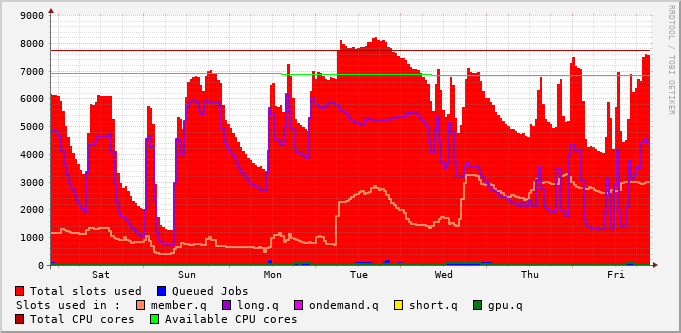 9000
8000
7000
6000
5000
4000
3000
2000
1000
0
Sat Sun Mon Tue Wed Thu Fri
Total slots used Queued Jobs
Slots used in : member.q long.q ondemand.q short.q gpu.q
Total CPU cores Available CPU cores
RRDTOOL / TOBI OETIKER